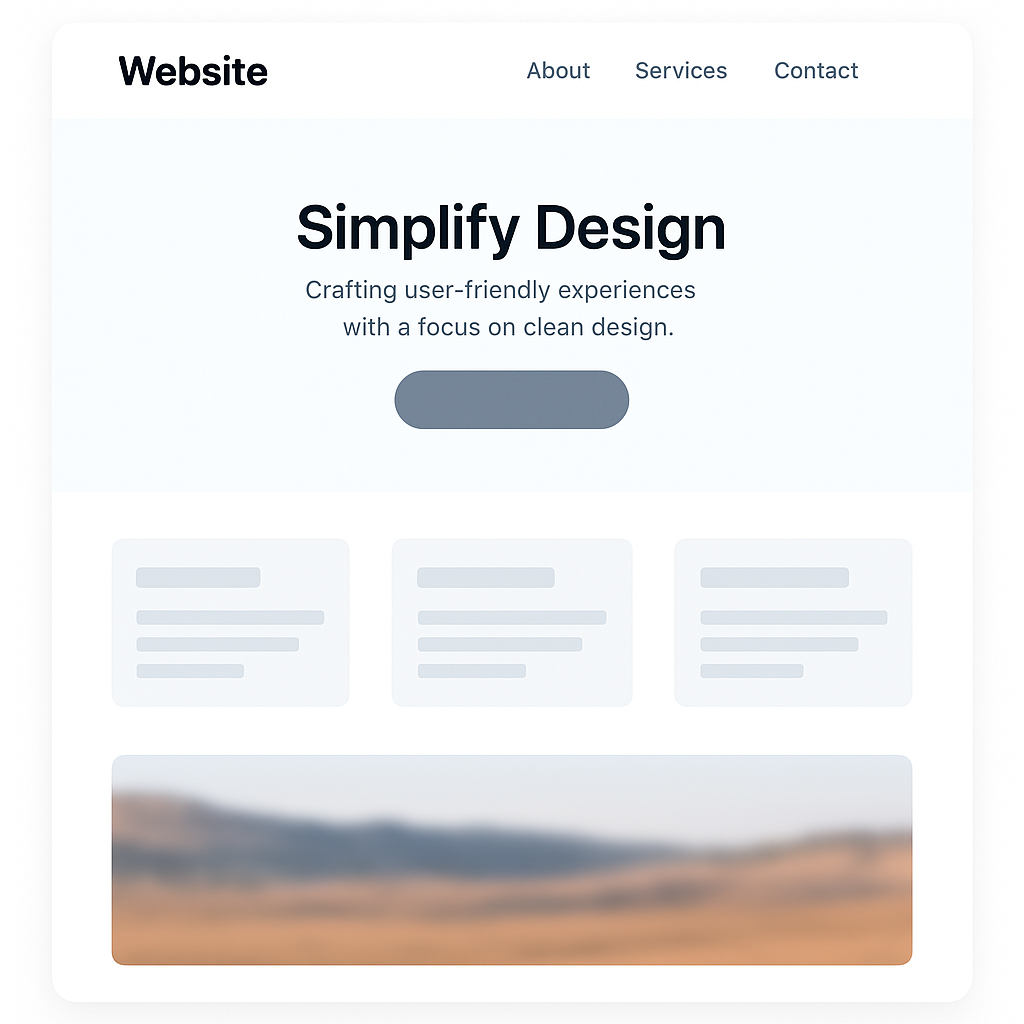 Website
About Services Contact
Simplify Design
Crafting user-friendly experiences
with a focus on clean design.